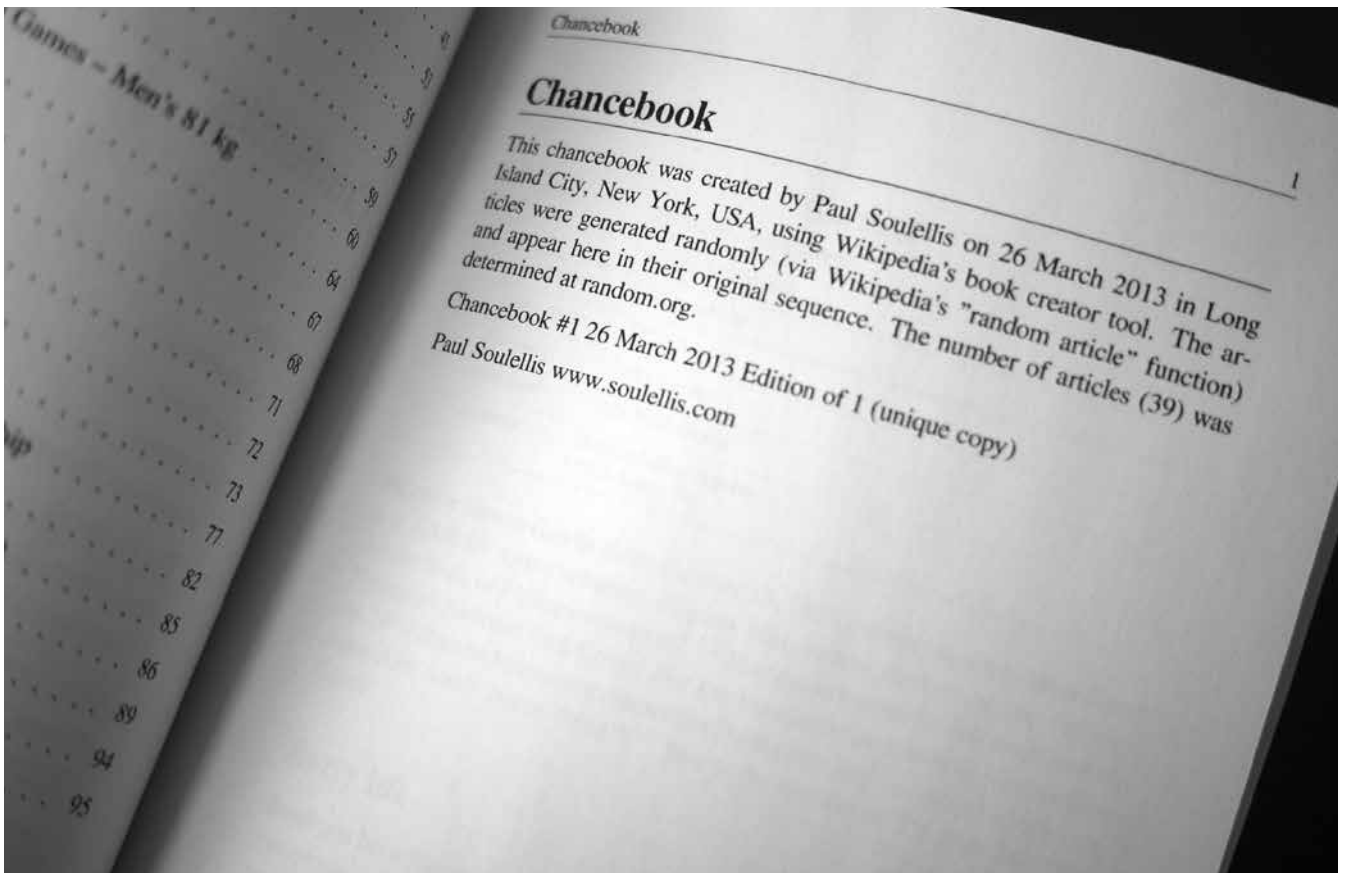 Games – Men's 81 kg
53
55
57
59
60
64
67
68
71
72
73
77
82
85
86
89
94
95
Chancebook
1
Chancebook
This chancebook was created by Paul Soulellis on 26 March 2013 in Long
Island City, New York, USA, using Wikipedia's book creator tool. The ar-
ticles were generated randomly (via Wikipedia's "random article" function)
and appear here in their original sequence. The number of articles (39) was
determined at random.org.
Chancebook #1 26 March 2013 Edition of 1 (unique copy)
Paul Soulellis www.soulellis.com